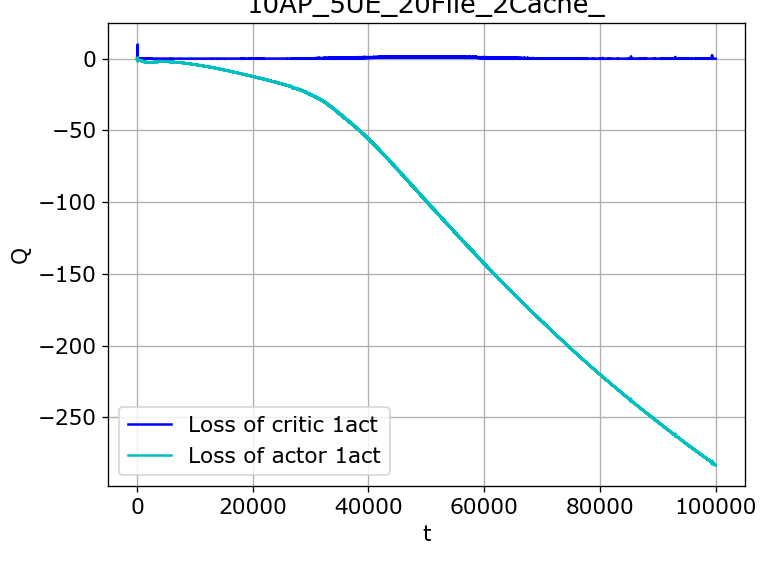 10AP_5UE_20File_2Cache_
0
−50
−100
−150
−200
−250
Q
Loss of critic 1act
Loss of actor 1act
0 20000 40000 60000 80000 100000
t